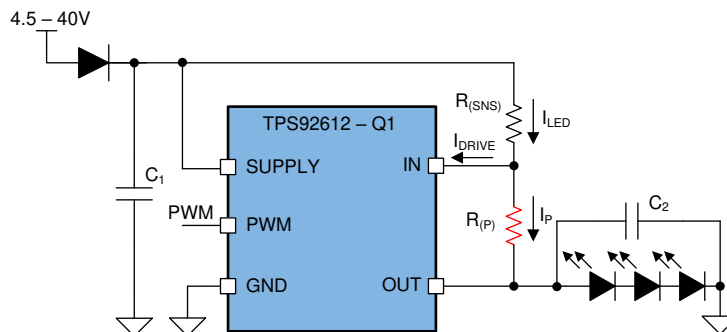 4.5 – 40V
TPS92612 – Q1
R(SNS)
ILED
IDRIVE
SUPPLY
IN
C1
PWM
PWM
R(P)
IP
C2
GND
OUT